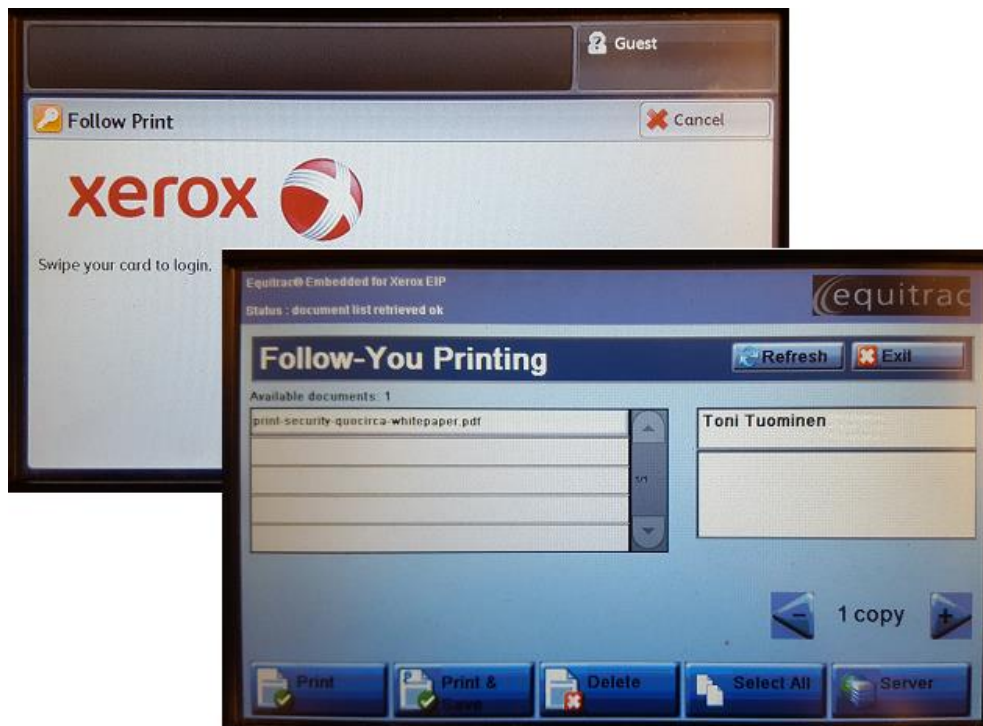 Guest
Follow Print
Cancel
xerox
Swipe your card to login.
Equitrac® Embedded for Xerox EIP
Status : document list retrieved ok
equitrac
Follow-You Printing
Refresh
Exit
Available documents: 1
print-security-quocirca-whitepaper.pdf
Toni Tuominen
1/1
1 copy
Print
Print &
Save
Delete
Select All
Server